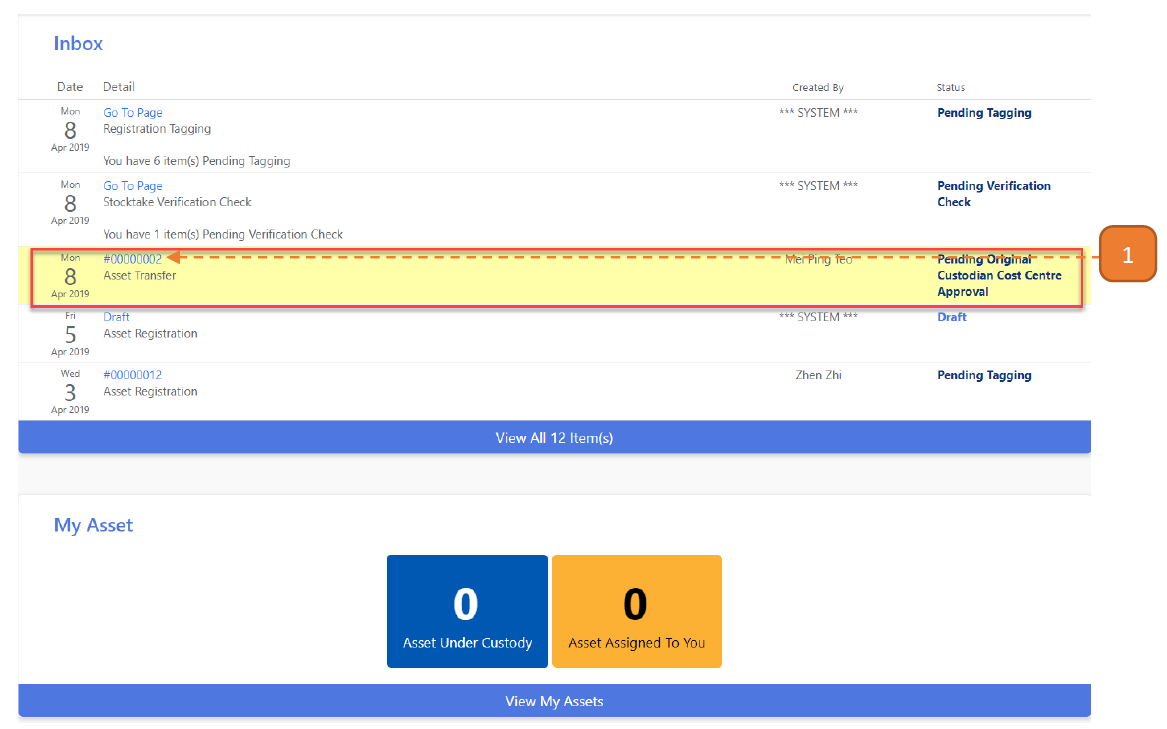 Inbox
Date Detail Created By Status
Mon
8
Apr 2019
Go To Page
Registration Tagging
You have 6 item(s) Pending Tagging
*** SYSTEM ***
Pending Tagging
Mon
8
Apr 2019
Go To Page
Stocktake Verification Check
You have 1 item(s) Pending Verification Check
*** SYSTEM ***
Pending Verification
Check
Mon
8
Apr 2019
#00000002
Asset Transfer
Mei Ping Teo
Pending Original
Custodian Cost Centre
Approval
1
Fri
5
Apr 2019
Draft
Asset Registration
*** SYSTEM ***
Draft
Wed
3
Apr 2019
#00000012
Asset Registration
Zhen Zhi
Pending Tagging
View All 12 Item(s)
My Asset
0
Asset Under Custody
0
Asset Assigned To You
View My Assets